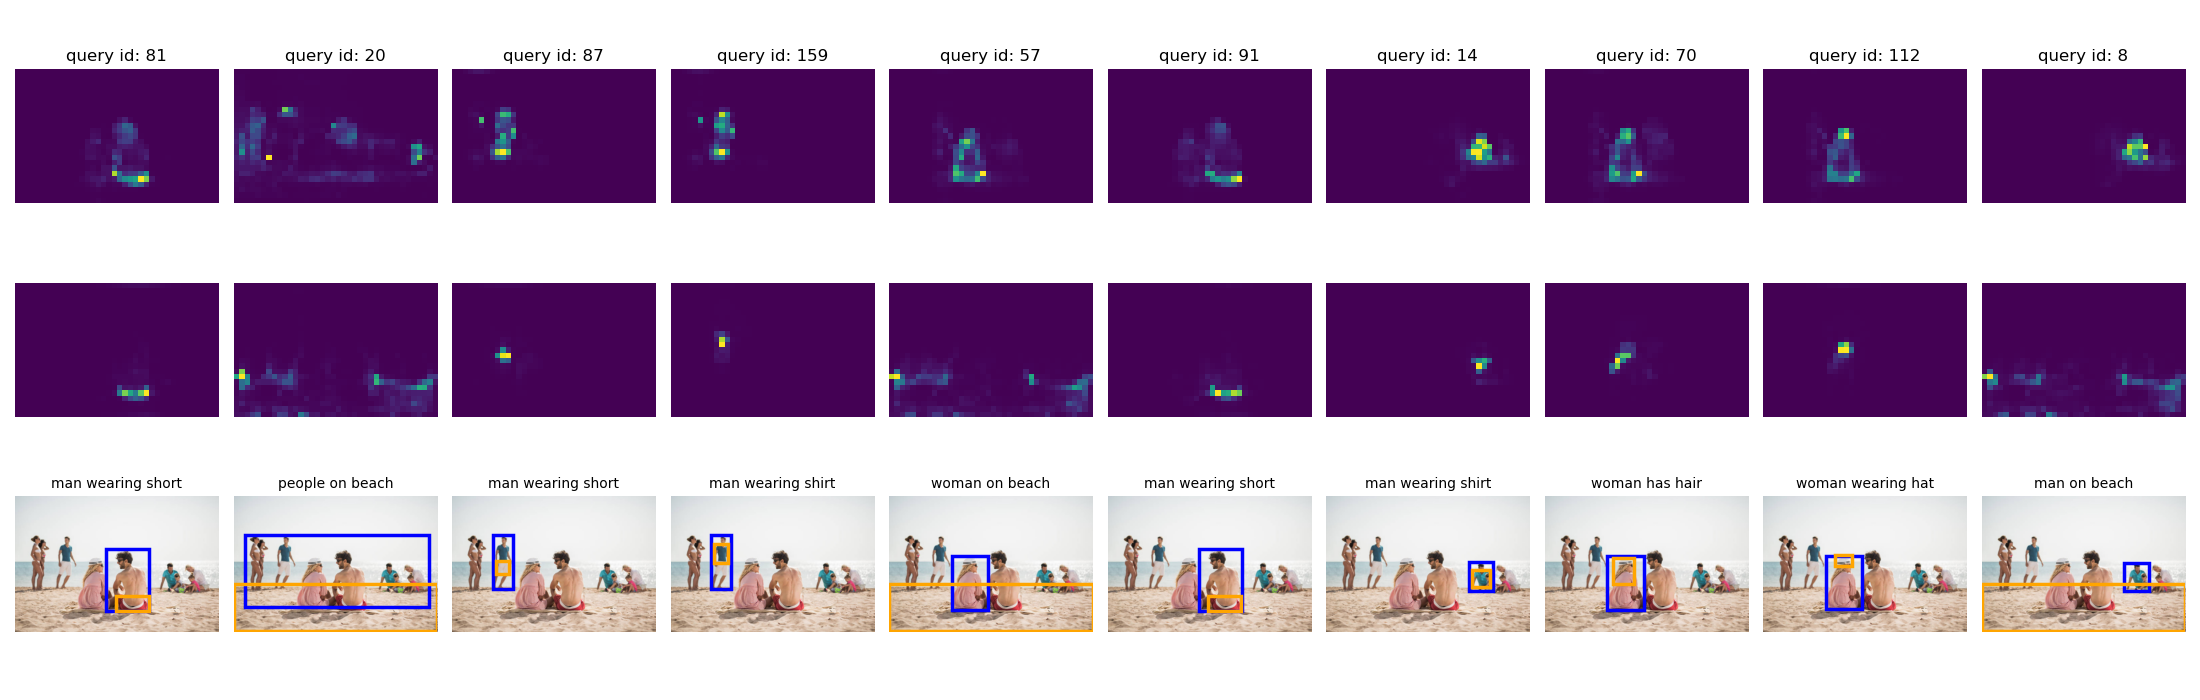 query id: 81
query id: 20
query id: 87
query id: 159
query id: 57
query id: 91
query id: 14
query id: 70
query id: 112
query id: 8
man wearing short
people on beach
man wearing short
man wearing shirt
woman on beach
man wearing short
man wearing shirt
woman has hair
woman wearing hat
man on beach